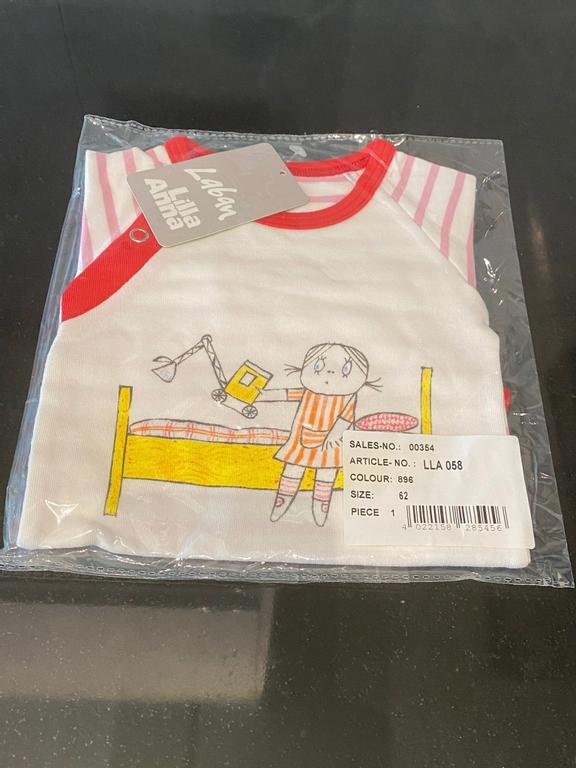 Laban
Lilla
Anna
SALES-NO.: 00354
ARTICLE-NO.: LLA 058
COLOUR: 896
SIZE: 62
PIECE 1
4 022158 285456